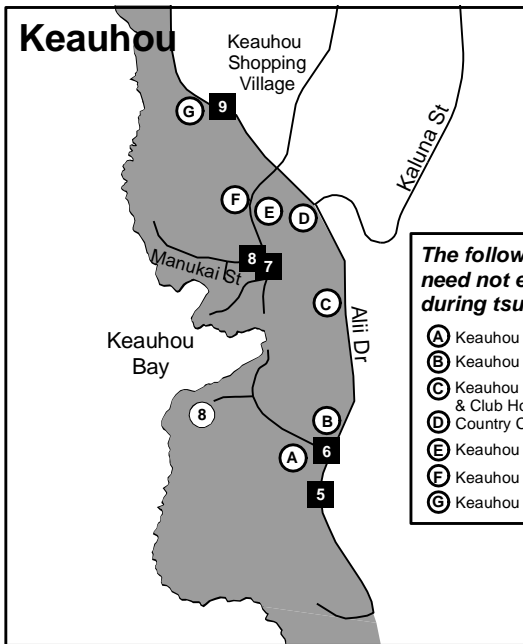 Keauhou
Keauhou
Shopping
Village
9
G
Kaluna St
F
E
D
8
7
Manukai St
C
Alii Dr
Keauhou
Bay
8
B
6
A
5
The follow
need not e
during tsu
A Keauhou
B Keauhou
C Keauhou
& Club Ho
D Country C
E Keauhou
F Keauhou
G Keauhou